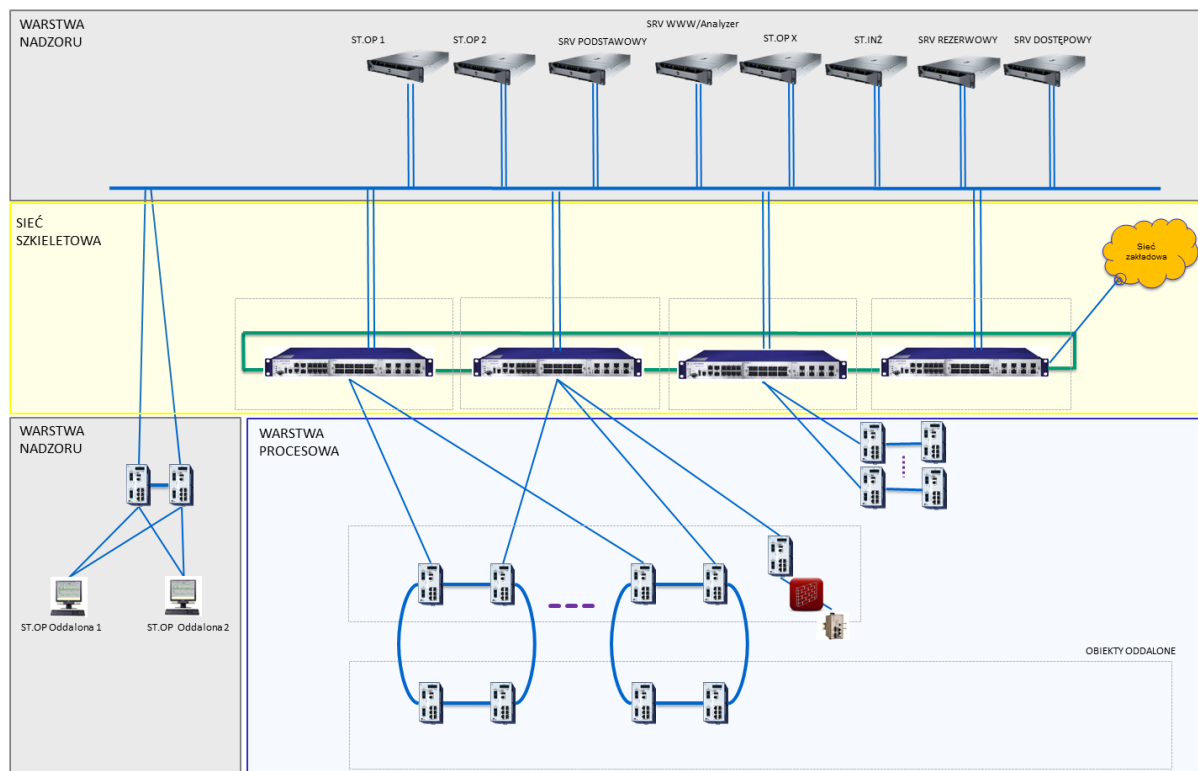 WARSTWA
NADZORU
SRV WWW/Analyzer
ST.OP 1
ST.OP 2
SRV PODSTAWOWY
ST.OP X
ST.INŻ
SRV REZERWOWY
SRV DOSTĘPOWY
SIEĆ
SZKIELETOWA
Sieć
zakładowa
WARSTWA
NADZORU
WARSTWA
PROCESOWA
ST.OP Oddalona 1
ST.OP Oddalona 2
OBIEKTY ODDALONE